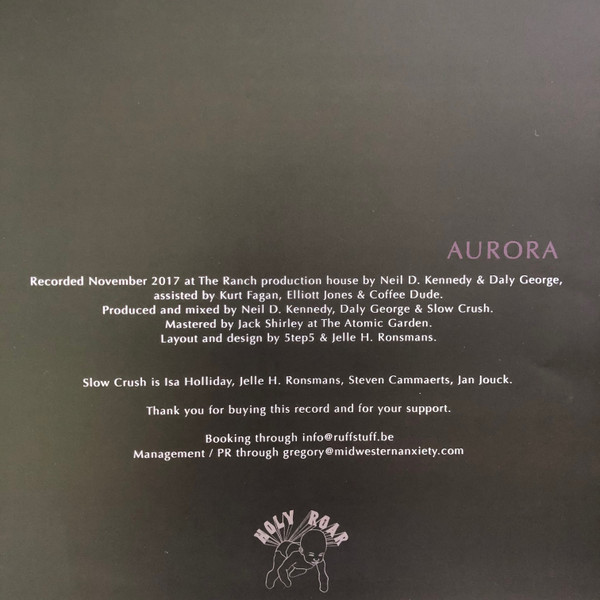 AURORA
Recorded November 2017 at The Ranch production house by Neil D. Kennedy & Daly George,
assisted by Kurt Fagan, Elliott Jones & Coffee Dude.
Produced and mixed by Neil D. Kennedy, Daly George & Slow Crush.
Mastered by Jack Shirley at The Atomic Garden.
Layout and design by 5tep5 & Jelle H. Ronsmans.
Slow Crush is Isa Holliday, Jelle H. Ronsmans, Steven Cammaerts, Jan Jouck.
Thank you for buying this record and for your support.
Booking through info@ruffstuff.be
Management / PR through gregory@midwesternanxiety.com
HOLY ROAR